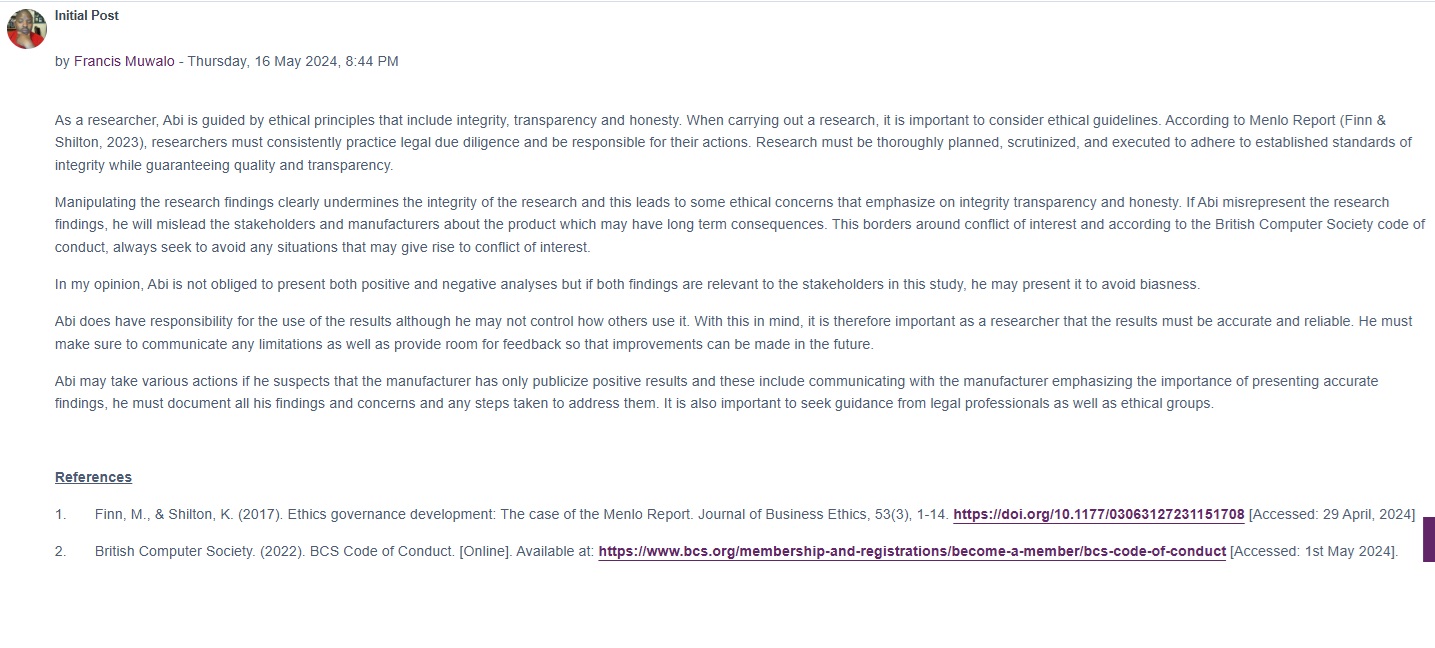 Initial Post
by Francis Muwalo - Thursday, 16 May 2024, 8:44 PM
As a researcher, Abi is guided by ethical principles that include integrity, transparency and honesty. When carrying out a research, it is important to consider ethical guidelines. According to Menlo Report (Finn &
Shilton, 2023), researchers must consistently practice legal due diligence and be responsible for their actions. Research must be thoroughly planned, scrutinized, and executed to adhere to established standards of
integrity while guaranteeing quality and transparency.
Manipulating the research findings clearly undermines the integrity of the research and this leads to some ethical concerns that emphasize on integrity transparency and honesty. If Abi misrepresent the research
findings, he will mislead the stakeholders and manufacturers about the product which may have long term consequences. This borders around conflict of interest and according to the British Computer Society code of
conduct, always seek to avoid any situations that may give rise to conflict of interest.
In my opinion, Abi is not obliged to present both positive and negative analyses but if both findings are relevant to the stakeholders in this study, he may present it to avoid biasness.
Abi does have responsibility for the use of the results although he may not control how others use it. With this in mind, it is therefore important as a researcher that the results must be accurate and reliable. He must
make sure to communicate any limitations as well as provide room for feedback so that improvements can be made in the future.
Abi may take various actions if he suspects that the manufacturer has only publicize positive results and these include communicating with the manufacturer emphasizing the importance of presenting accurate
findings, he must document all his findings and concerns and any steps taken to address them. It is also important to seek guidance from legal professionals as well as ethical groups.
References
1. Finn, M., & Shilton, K. (2017). Ethics governance development: The case of the Menlo Report. Journal of Business Ethics, 53(3), 1-14. https://doi.org/10.1177/03063127231151708 [Accessed: 29 April, 2024]
2. British Computer Society. (2022). BCS Code of Conduct. [Online]. Available at: https://www.bcs.org/membership-and-registrations/become-a-member/bcs-code-of-conduct [Accessed: 1st May 2024].